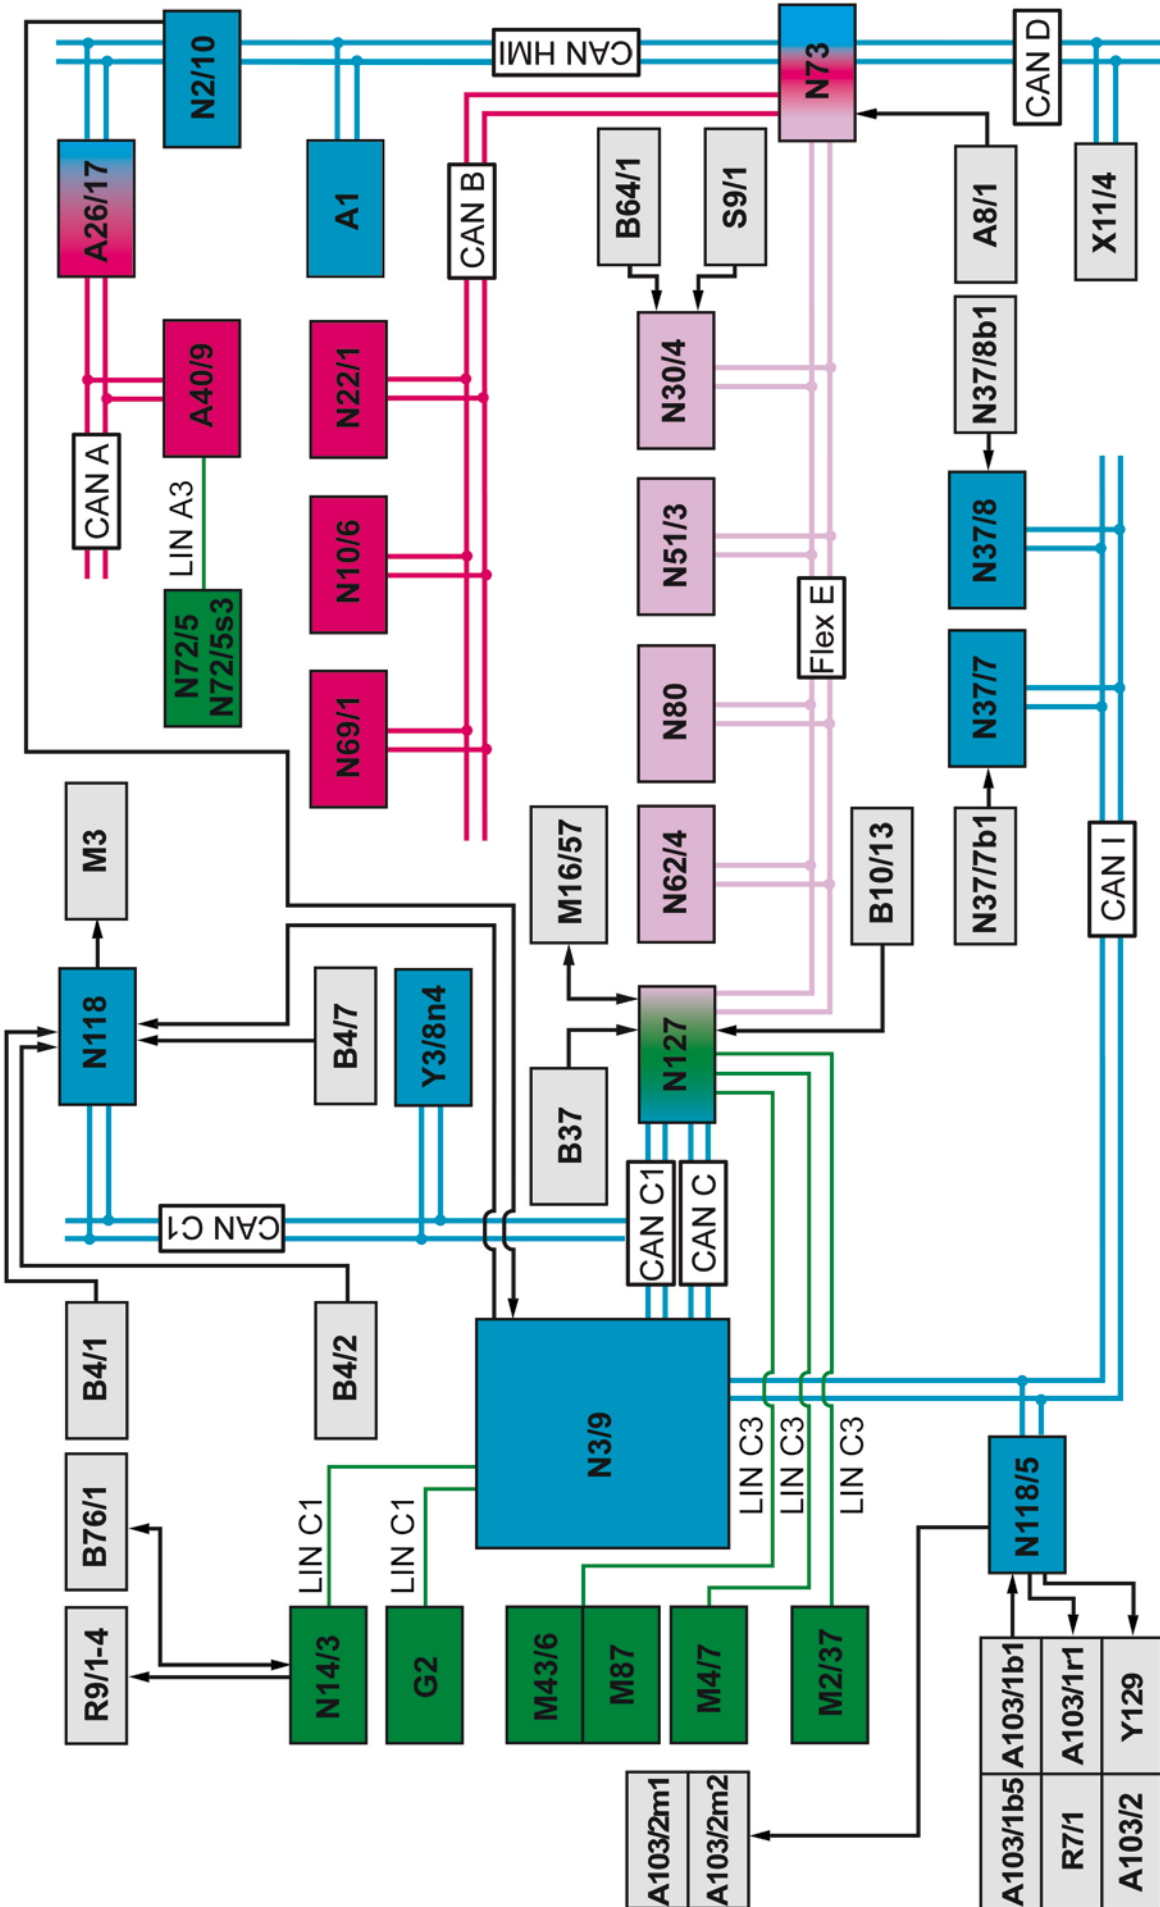 M3
N118
B4/1
B76/1
R9/1-4
CAN A
A26/17
N2/10
N72/5
N72/5s3
LIN A3
A40/9
CAN C1
B4/7
B4/2
LIN C1
N14/3
Y3/8n4
LIN C1
G2
N69/1
N10/6
N22/1
A1
CAN B
CAN HMI
N3/9
M16/57
B37
M43/6
M87
B64/1
S9/1
N62/4
N80
N51/3
N30/4
N127
CAN C1
CAN C
M4/7
A103/2m1
A103/2m2
LIN C3
LIN C3
LIN C3
M2/37
Flex E
N73
B10/13
N37/7b1
N37/7
N37/8
N37/8b1
A8/1
CAN D
X11/4
CAN I
N118/5
A103/1b5
A103/1b1
R7/1
A103/1r1
A103/2
Y129